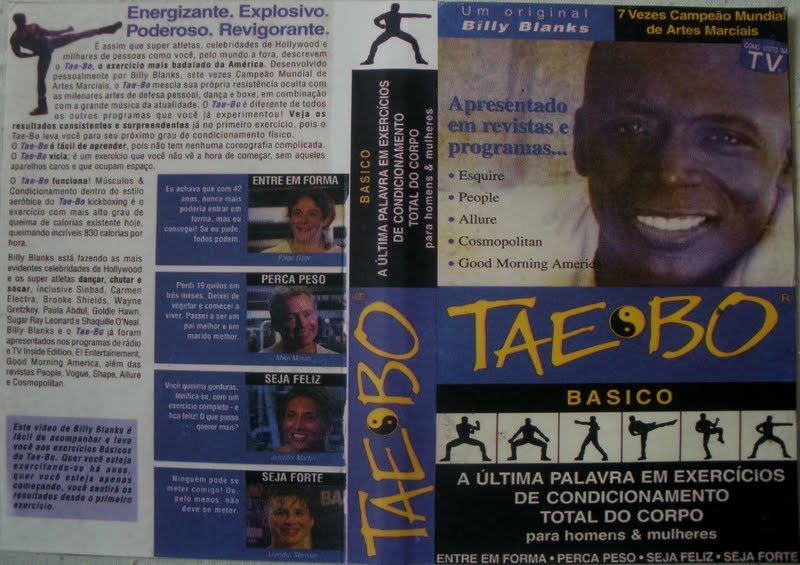 Energizante. Explosivo.
Poderoso. Revigorante.
É assim que super atletas, celebridades de Hollywood e
milhares de pessoas como você, pelo mundo a fora, descrevem
o Tae-Bo, o exercício mais badalado da América. Desenvolvido
pessoalmente por Billy Blanks, sete vezes Campeão Mundial de
Artes Marciais, o Tae-Bo mescla sua própria resistência oculta com
as milenares artes de defesa pessoal, dança e boxe, em combinação
com a grande música da atualidade. O Tae-Bo é diferente de todos
os outros programas que você já experimentou! Veja os
resultados consistentes e surpreendentes já no primeiro exercício, pois o
Tae-Bo leva você para seu próximo grau de condicionamento físico.
O Tae-Bo é fácil de aprender, pois não tem nenhuma coreografia complicada.
O Tae-Bo vicia; é um exercício que você não vê a hora de começar, sem aqueles
aparelhos caros e que ocupam espaço.
O Tae-Bo funciona! Músculos &
Condicionamento dentro do estilo
aeróbico do Tae-Bo kickboxing é o
exercício com mais alto grau de
queima de calorias existente hoje,
queimando incríveis 830 calorias por
hora.
Billy Blanks está fazendo as mais
evidentes celebridades de Hollywood
e os super atletas dançar, chutar e
socar, inclusive Sinbad, Carmen
Electra, Brooke Shields, Wayne
Gretzkey, Paula Abdul, Goldie Hawn,
Sugar Ray Leonard e Shaquille O'Neal.
Billy Blanks e o Tae-Bo já foram
apresentados nos programas de rádio
e TV Inside Edition, E! Entertainement,
Good Morning America, além das
revistas People, Vogue, Shape, Allure
e Cosmopolitan.
Este vídeo de Billy Blanks é
fácil de acompanhar e leva
você aos exercícios Básicos
do Tae-Bo. Quer você esteja
exercitando-se há anos,
quer você esteja apenas
começando, você sentirá os
resultados desde o primeiro
exercício.
ENTRE EM FORMA
Eu achava que com 42
anos, nunca mais
poderia entrar em
forma, mas eu
consegui! Se eu pude,
todos podem.
PERCA PESO
Perdi 19 quilos em
três meses. Deixei de
vegetar e comecei a
viver. Passei a ser um
pai melhor e um
marido melhor.
SEJA FELIZ
Você queima gorduras,
tonifica-se, com um
exercício completo - e
fica feliz! O que posso
querer mais?
Jennifer Martin
SEJA FORTE
Ninguém pode se
meter comigo! Ou,
pelo menos, não
deve se meter.
BASICO
A ÚLTIMA PALAVRA EM EXERCÍCIOS
DE CONDICIONAMENTO
TOTAL DO CORPO
para homens & mulheres
TAE BO
Um original
Billy Blanks
7 Vezes Campeão Mundial
de Artes Marciais
COMO VISTO NA
T.V.
Apresentado
em revistas e
programas...
• Esquire
• People
• Allure
• Cosmopolitan
• Good Morning America
TAE BO®
BASICO
A ÚLTIMA PALAVRA EM EXERCÍCIOS
DE CONDICIONAMENTO
TOTAL DO CORPO
para homens & mulheres
ENTRE EM FORMA • PERCA PESO • SEJA FELIZ • SEJA FORTE